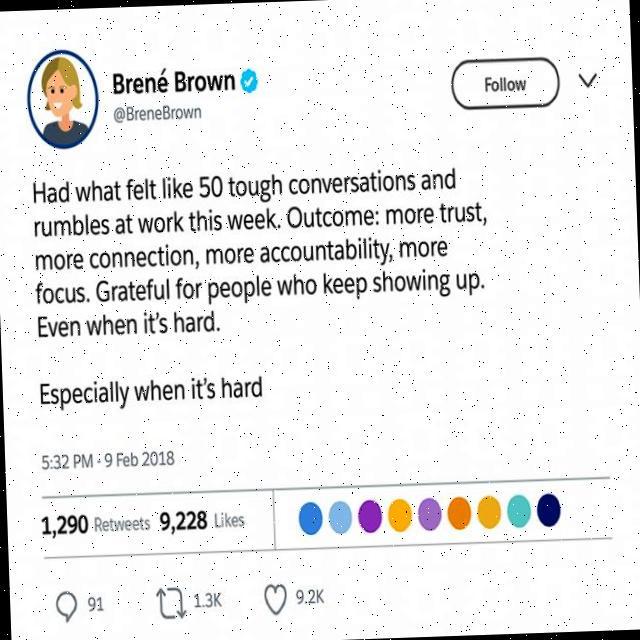 Brené Brown
@BreneBrown
Follow
Had what felt like 50 tough conversations and
rumbles at work this week. Outcome: more trust,
more connection, more accountability, more
focus. Grateful for people who keep showing up.
Even when it's hard.
Especially when it's hard
5:32 PM - 9 Feb 2018
1,290 Retweets 9,228 Likes
91 1.3K 9.2K